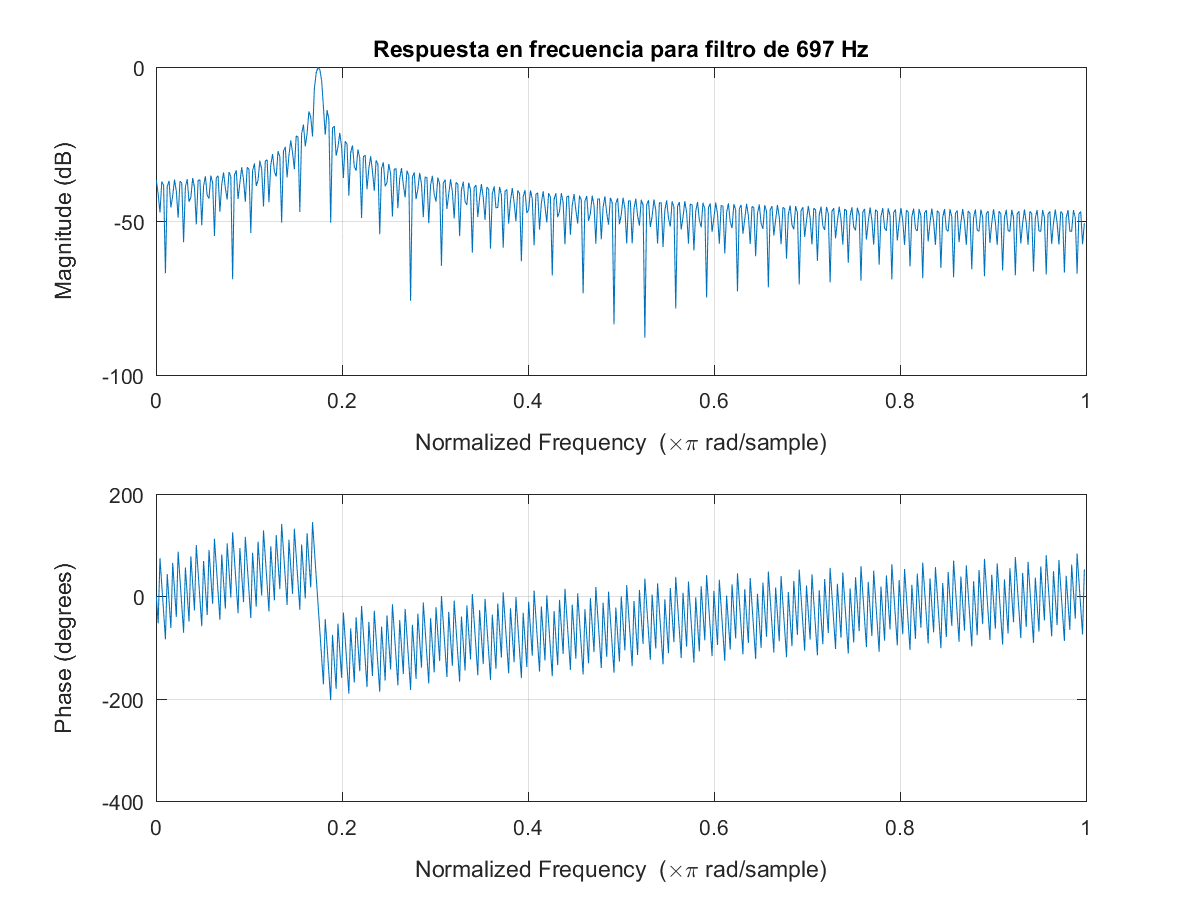 Respuesta en frecuencia para filtro de 697 Hz
0
-50
-100
Magnitude (dB)
0 0.2 0.4 0.6 0.8 1
Normalized Frequency (×π rad/sample)
200
0
-200
-400
Phase (degrees)
0 0.2 0.4 0.6 0.8 1
Normalized Frequency (×π rad/sample)